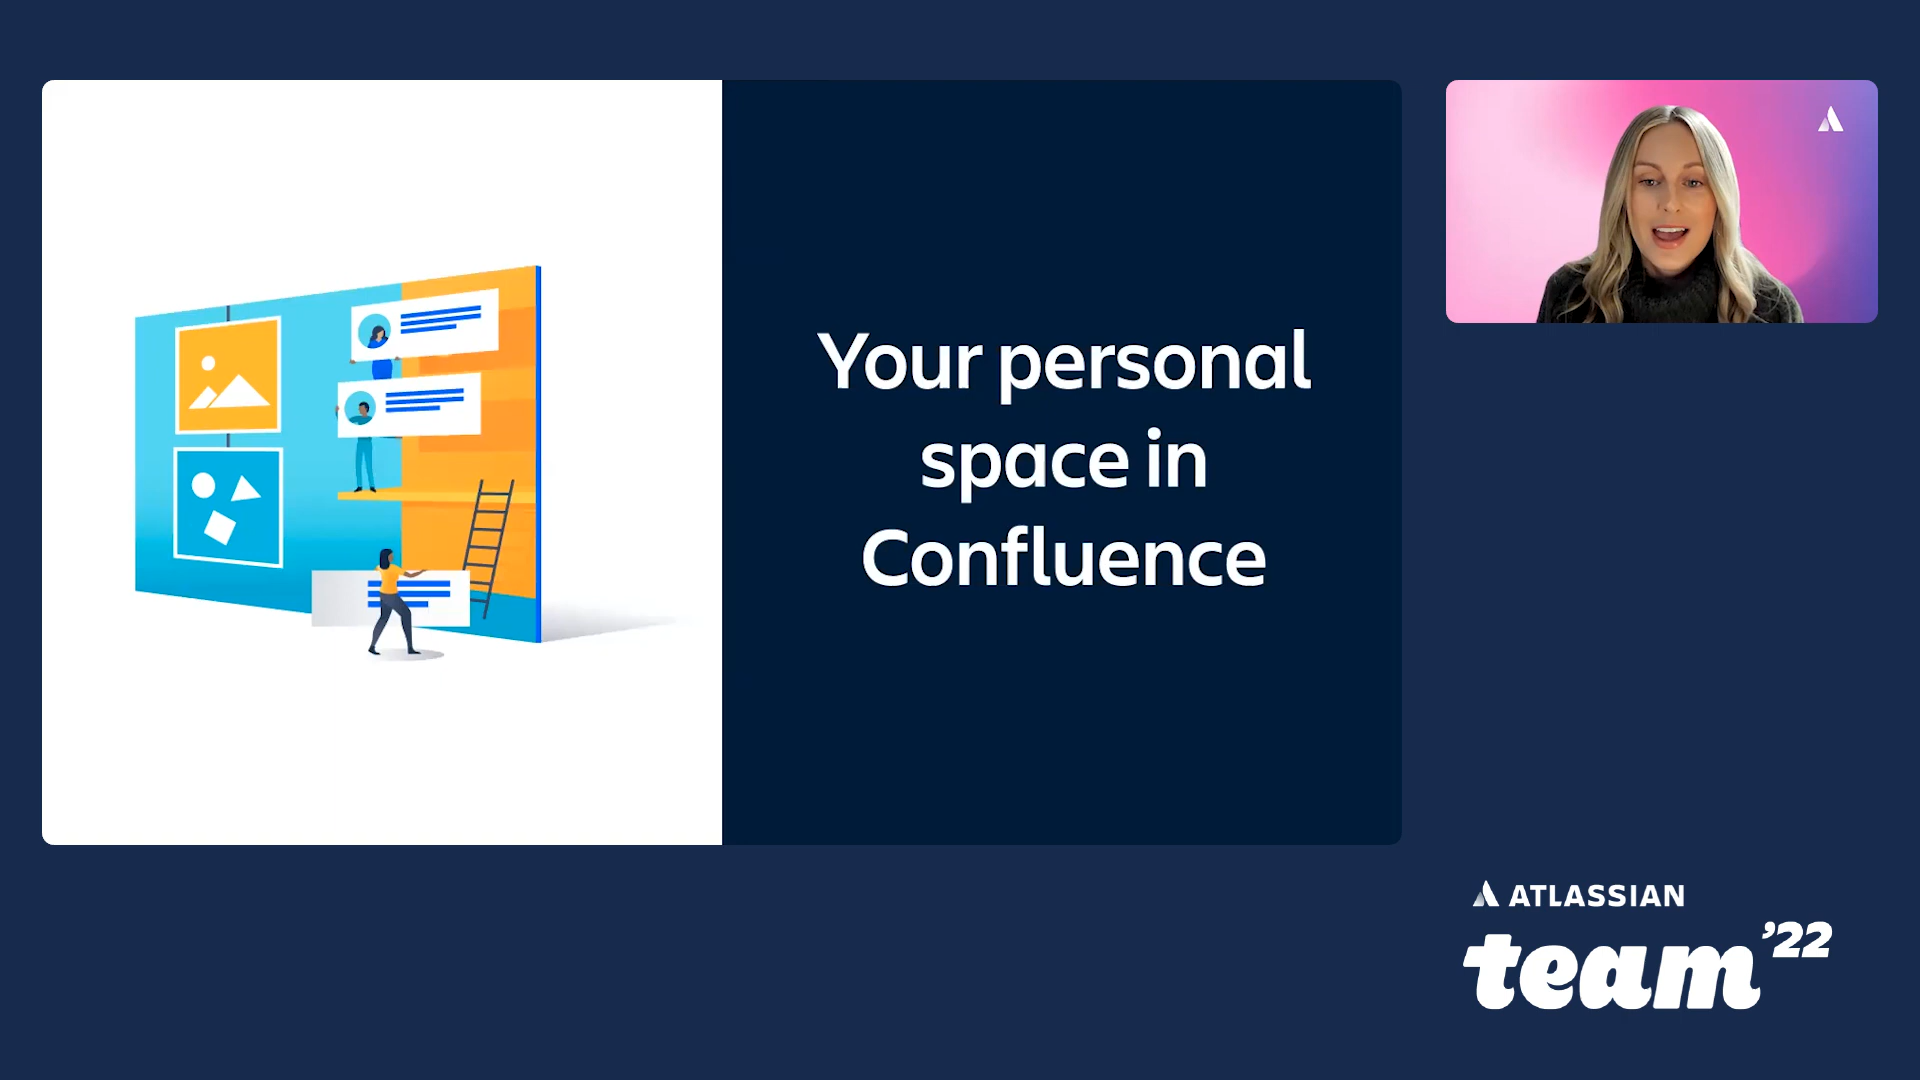 Your personal
space in
Confluence
ATLASSIAN
team '22